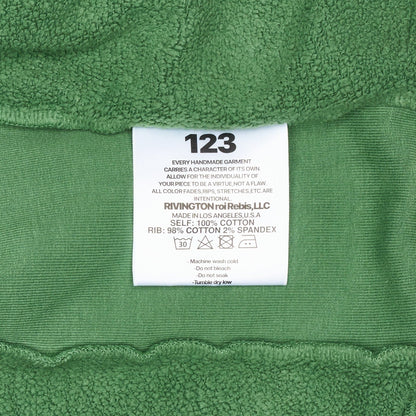 123
EVERY HANDMADE GARMENT
CARRIES A CHARACTER OF ITS OWN.
ALLOW FOR THE INDIVIDUALITY OF
YOUR PIECE TO BE A VIRTUE, NOT A FLAW.
ALL COLOR FADES, RIPS, STRETCHES, ETC. ARE
INTENTIONAL.
RIVINGTON roi Rebis, LLC
MADE IN LOS ANGELES, U.S.A
SELF: 100% COTTON
RIB: 98% COTTON 2% SPANDEX
30
- Machine wash cold
-Do not bleach
-Do not soak
-Tumble dry low